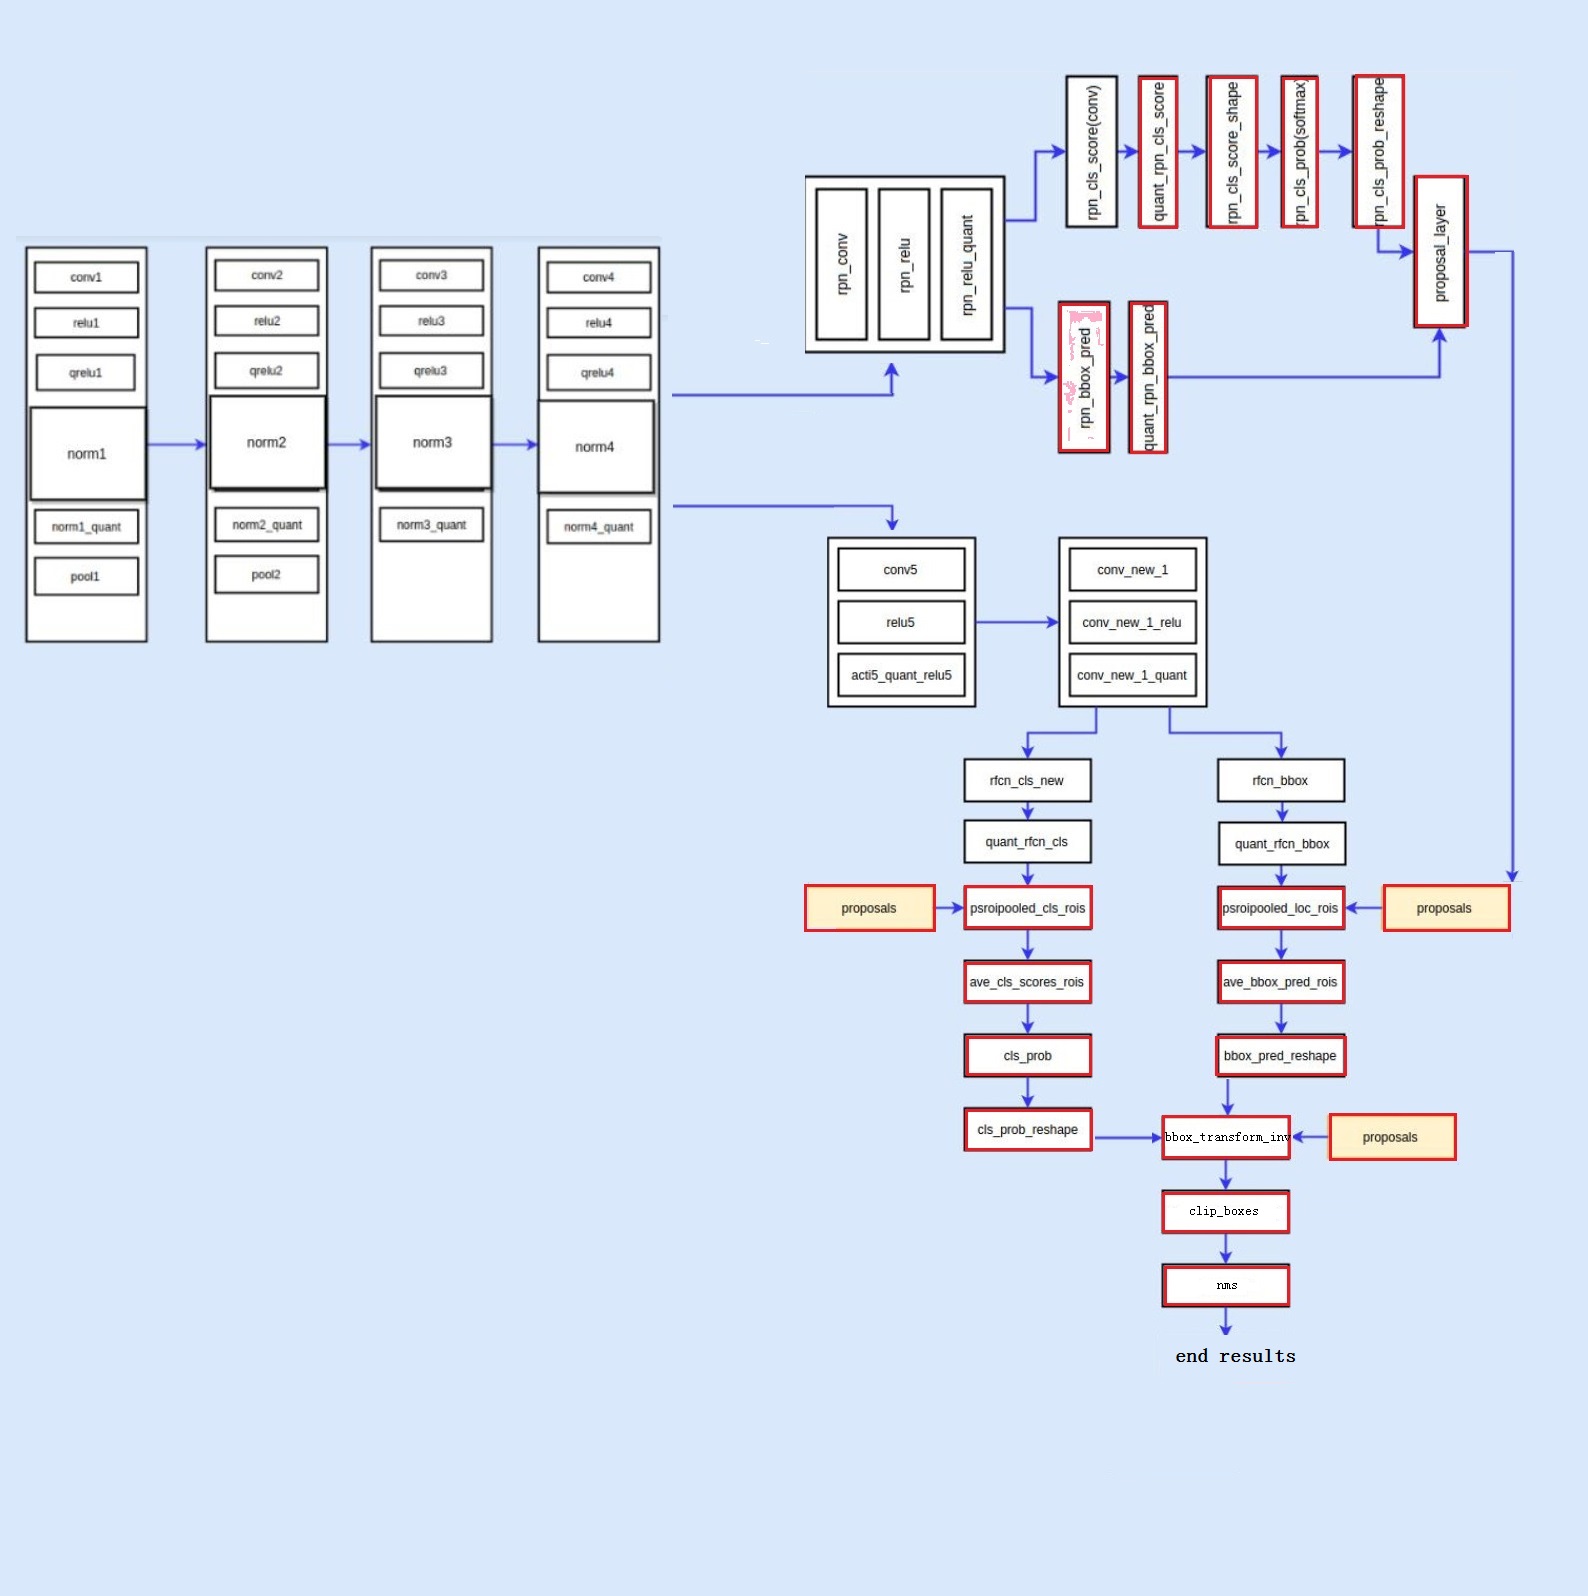 conv1
relu1
qrelu1
norm1
norm1_quant
pool1
conv2
relu2
qrelu2
norm2
norm2_quant
pool2
conv3
relu3
qrelu3
norm3
norm3_quant
conv4
relu4
qrelu4
norm4
norm4_quant
rpn_conv
rpn_relu
rpn_relu_quant
rpn_cls_score(conv)
quant_rpn_cls_score
rpn_cls_score_shape
rpn_cls_prob(softmax)
rpn_cls_prob_reshape
proposal_layer
rpn_bbox_pred
quant_rpn_bbox_pred
conv5
relu5
acti5_quant_relu5
conv_new_1
conv_new_1_relu
conv_new_1_quant
rfcn_cls_new
rfcn_bbox
quant_rfcn_cls
quant_rfcn_bbox
proposals
psroipooled_cls_rois
psroipooled_loc_rois
proposals
ave_cls_scores_rois
ave_bbox_pred_rois
cls_prob
bbox_pred_reshape
cls_prob_reshape
bbox_transform_inv
proposals
clip_boxes
nms
end results